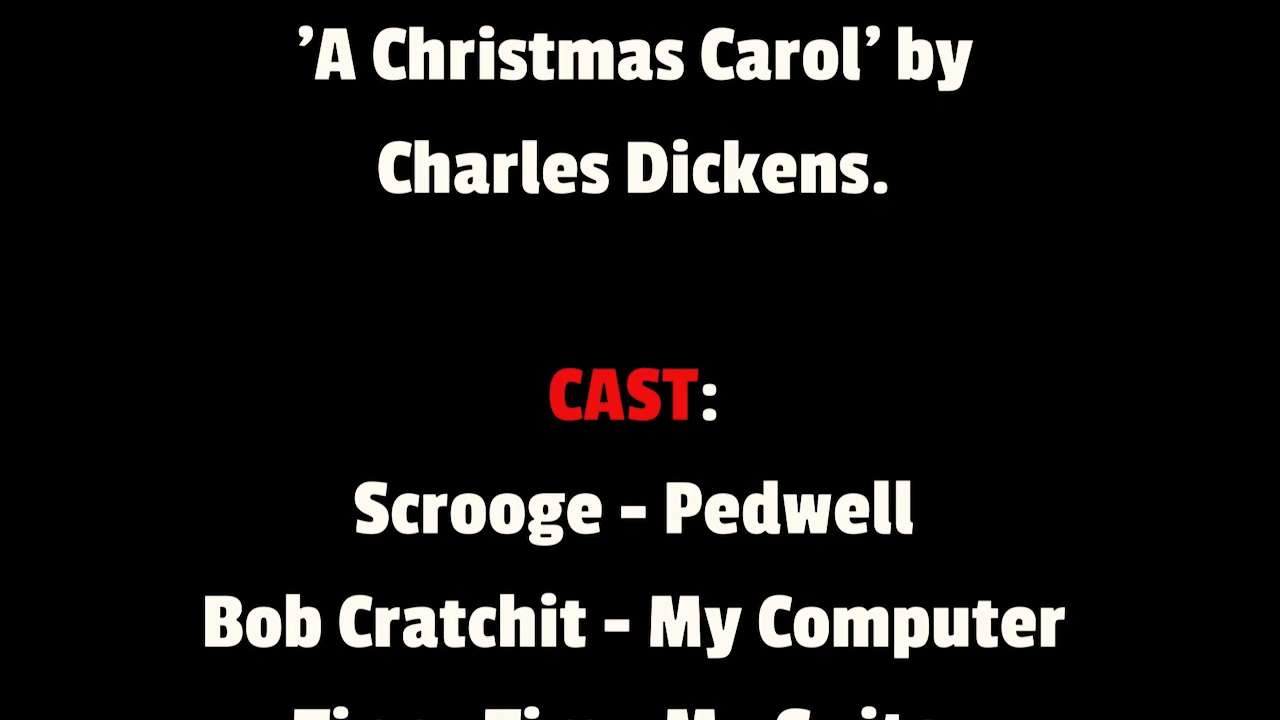 ’A Christmas Carol’ by
Charles Dickens.
CAST:
Scrooge - Pedwell
Bob Cratchit - My Computer